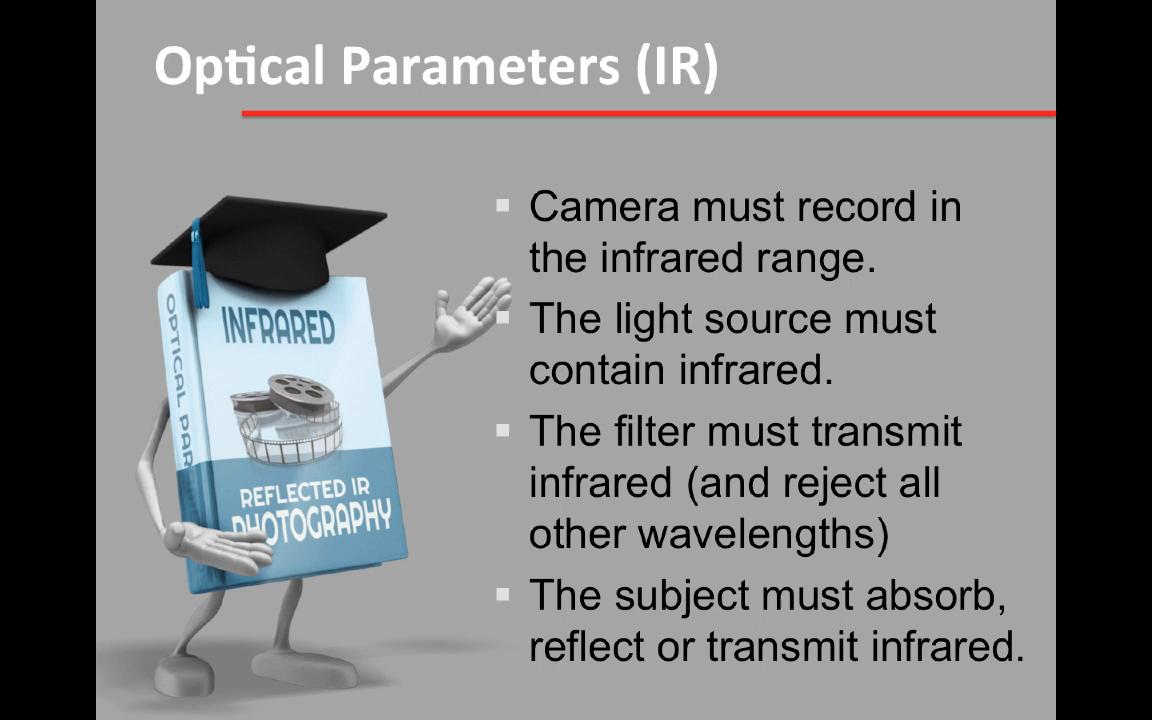 Optical Parameters (IR)
Camera must record in
the infrared range.
The light source must
contain infrared.
The filter must transmit
infrared (and reject all
other wavelengths)
The subject must absorb,
reflect or transmit infrared.
OPTICAL PAR
INFRARED
REFLECTED IR
PHOTOGRAPHY